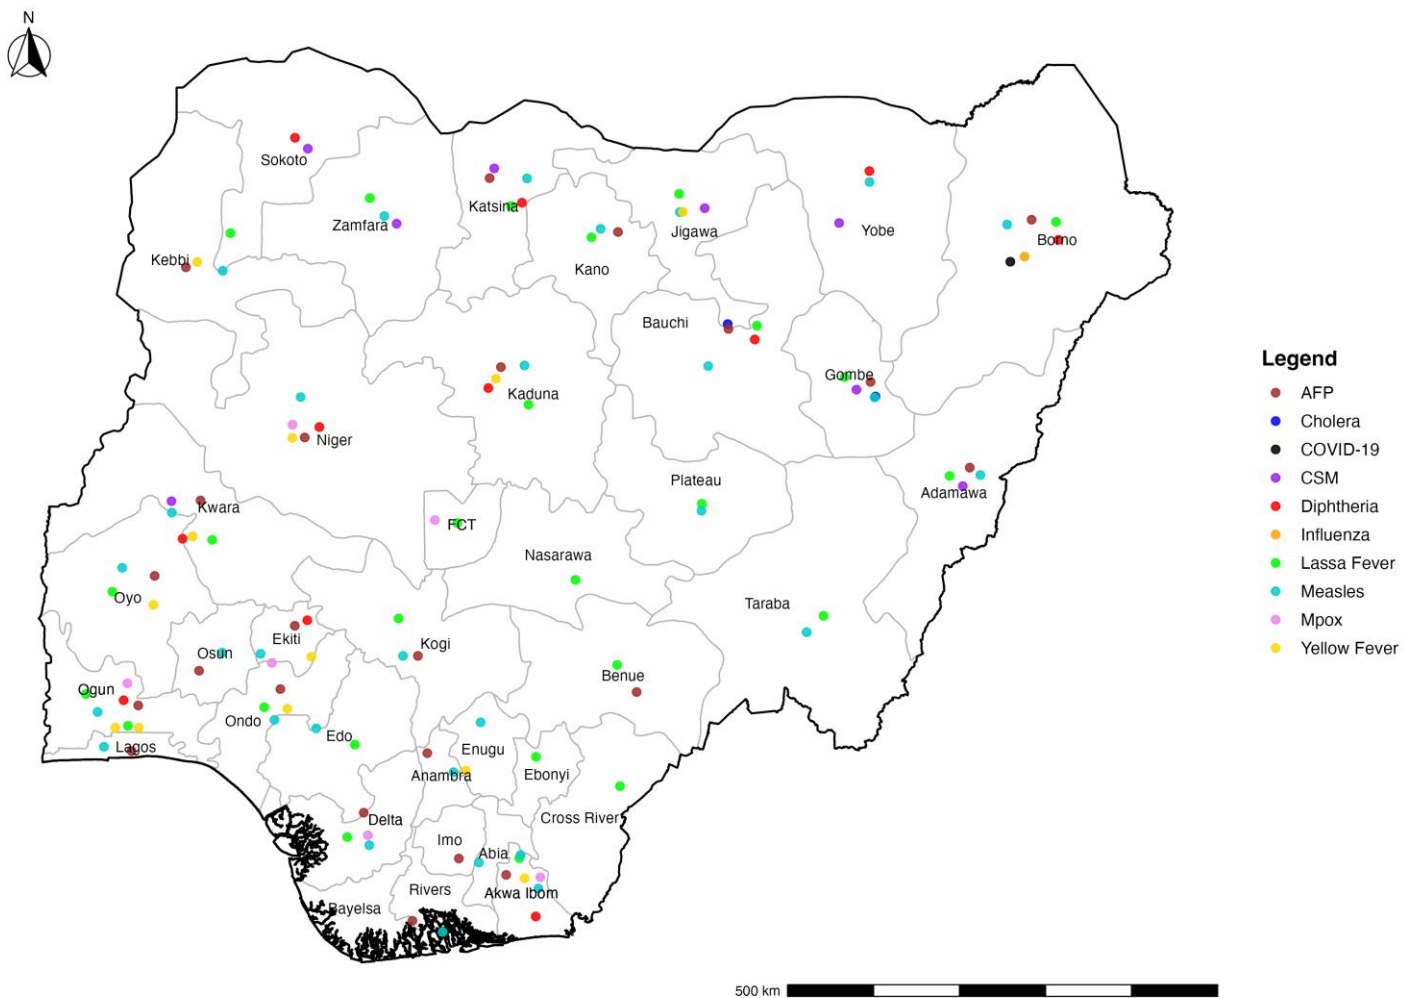 N
Sokoto
Katsina
Zamfara
Jigawa
Yobe
Borno
Kebbi
Kano
Bauchi
Gombe
Kaduna
Niger
Plateau
Adamawa
Kwara
FCT
Nasarawa
Oyo
Taraba
Ekiti
Kogi
Osun
Benue
Ogun
Ondo
Edo
Lagos
Enugu
Anambra
Ebonyi
Delta
Cross River
Imo
Abia
Rivers
Akwa Ibom
Bayelsa
Legend
AFP
Cholera
COVID-19
CSM
Diphtheria
Influenza
Lassa Fever
Measles
Mpox
Yellow Fever
500 km